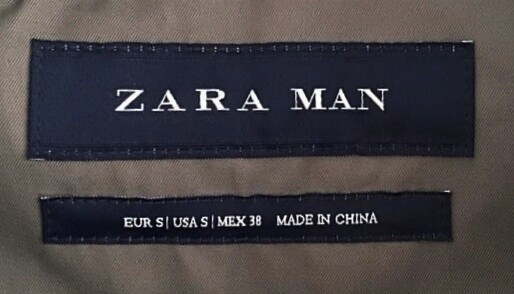 ZARA MAN
EUR S| USA S| MEX 38 MADE IN CHINA